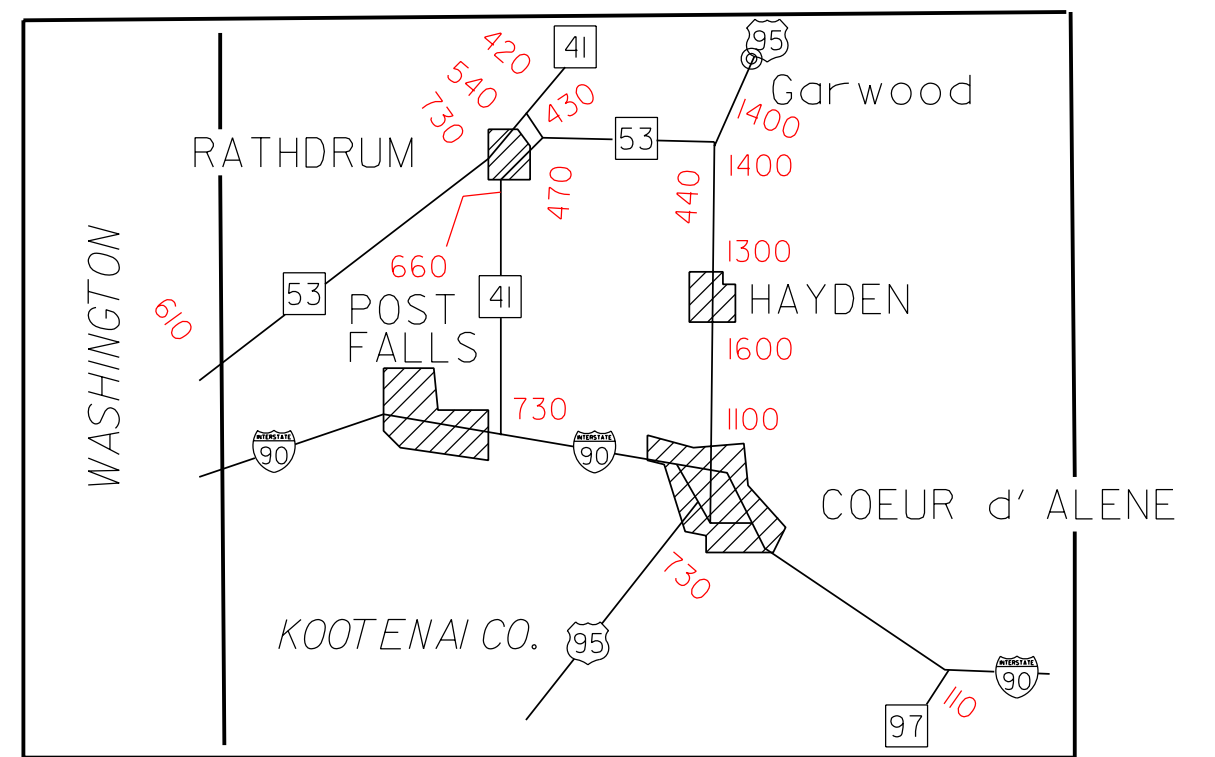 420
41
95
540
Garwood
730
430
1400
RATHDRUM
53
1400
470
440
WASHINGTON
1300
660
53
41
HAYDEN
POST
FALLS
610
1600
730
1100
INTERSTATE
90
INTERSTATE
90
COEUR d' ALENE
730
KOOTENAI CO.
95
INTERSTATE
90
110
97